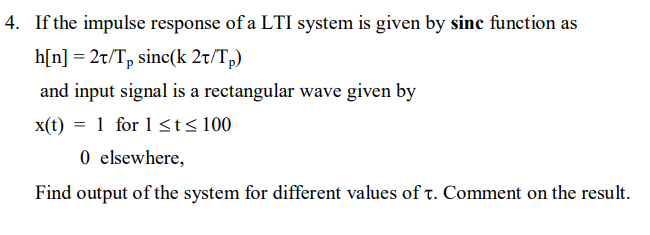 4. If the impulse response of a LTI system is given by sinc function as
h[n] = 2τ/Tp sinc(k 2τ/Tp)
and input signal is a rectangular wave given by
x(t) = 1 for 1 ≤ t ≤ 100
0 elsewhere,
Find output of the system for different values of τ. Comment on the result.